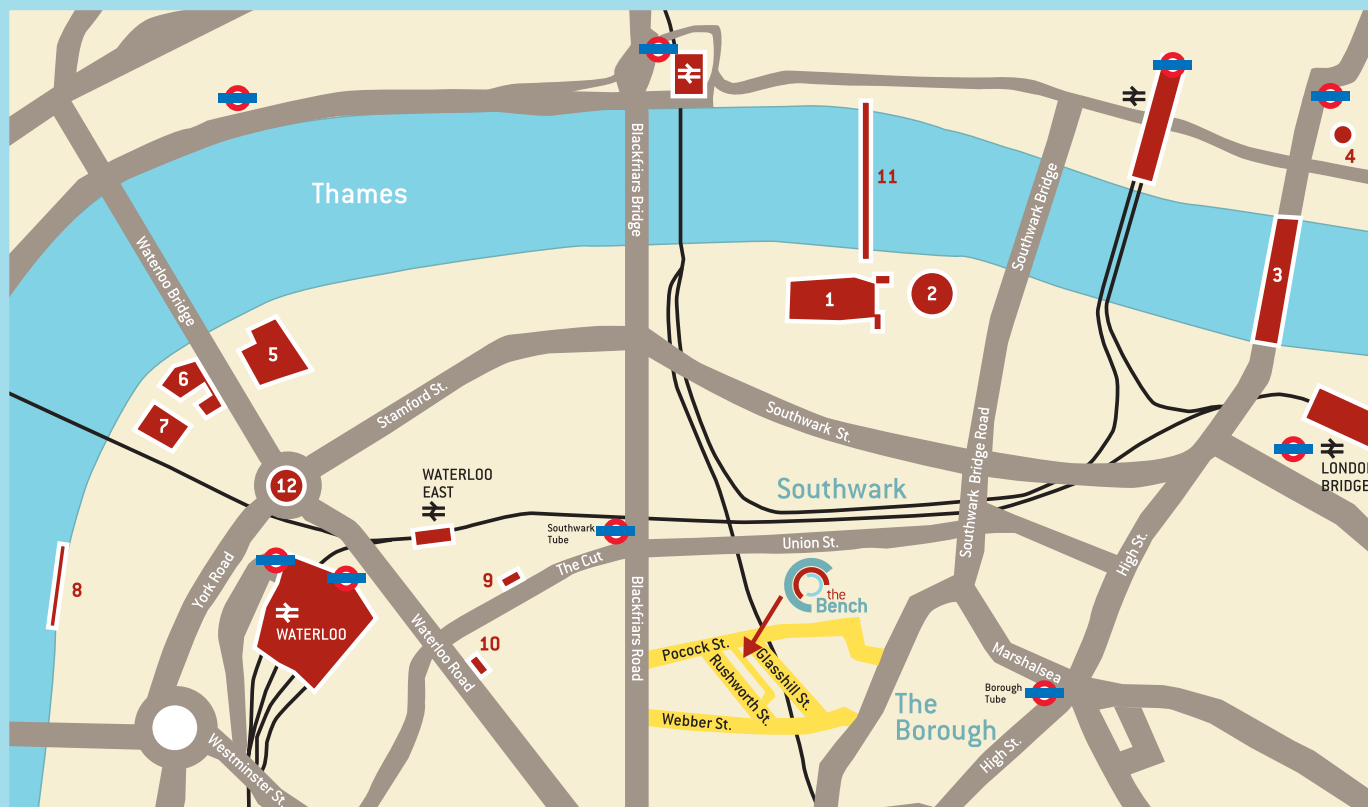 Thames
Waterloo Bridge
Blackfriars Bridge
11
Southwark Bridge
4
3
1
2
5
6
7
Stamford St.
Southwark St.
12
WATERLOO
EAST
Southwark
Tube
Southwark
Southwark Bridge Road
LONDON
BRIDGE
Union St.
The Cut
High St.
8
York Road
WATERLOO
9
10
Waterloo Road
Blackfriars Road
the
Bench
Pocock St.
Rushworth St.
Glasshill St.
Webber St.
The
Borough
Marshalsea
Borough
Tube
High St.
Westminster St.